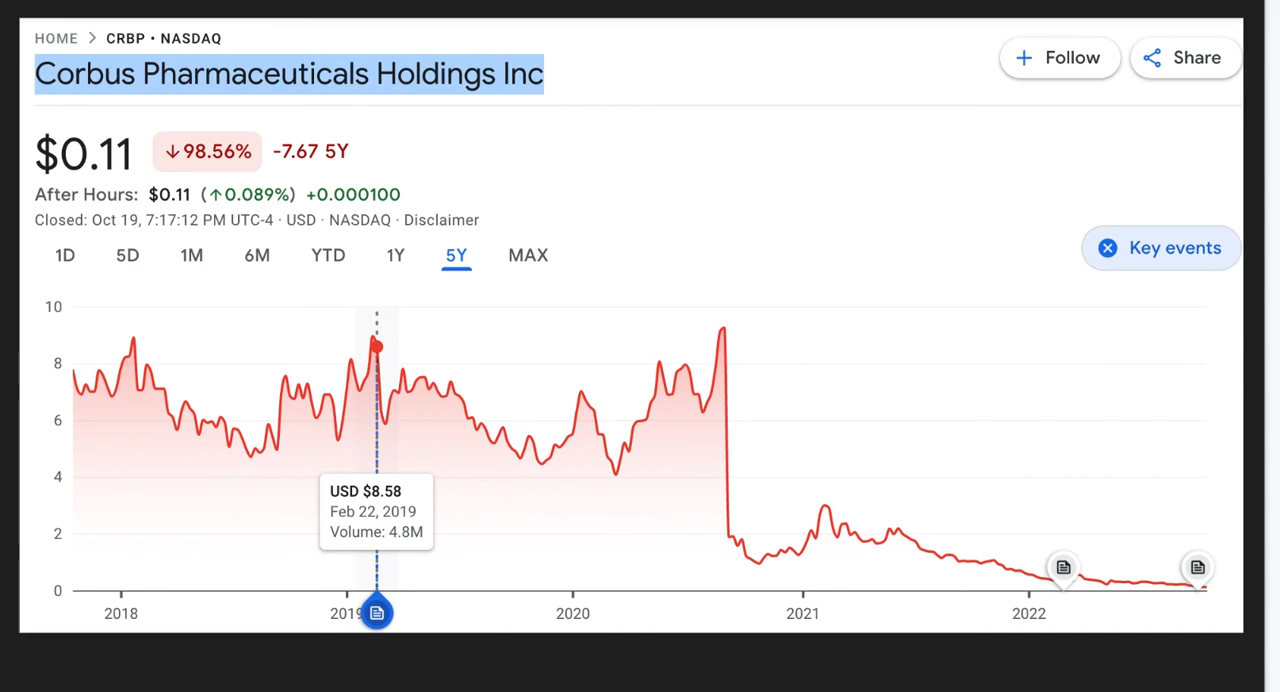 HOME > CRBP • NASDAQ
Corbus Pharmaceuticals Holdings Inc
+ Follow
Share
$0.11 ↓98.56% -7.67 5Y
After Hours: $0.11 (↑0.089%) +0.000100
Closed: Oct 19, 7:17:12 PM UTC-4 · USD · NASDAQ · Disclaimer
1D 5D 1M 6M YTD 1Y 5Y MAX
Key events
10
8
6
4
2
0
USD $8.58
Feb 22, 2019
Volume: 4.8M
2018 2019 2020 2021 2022